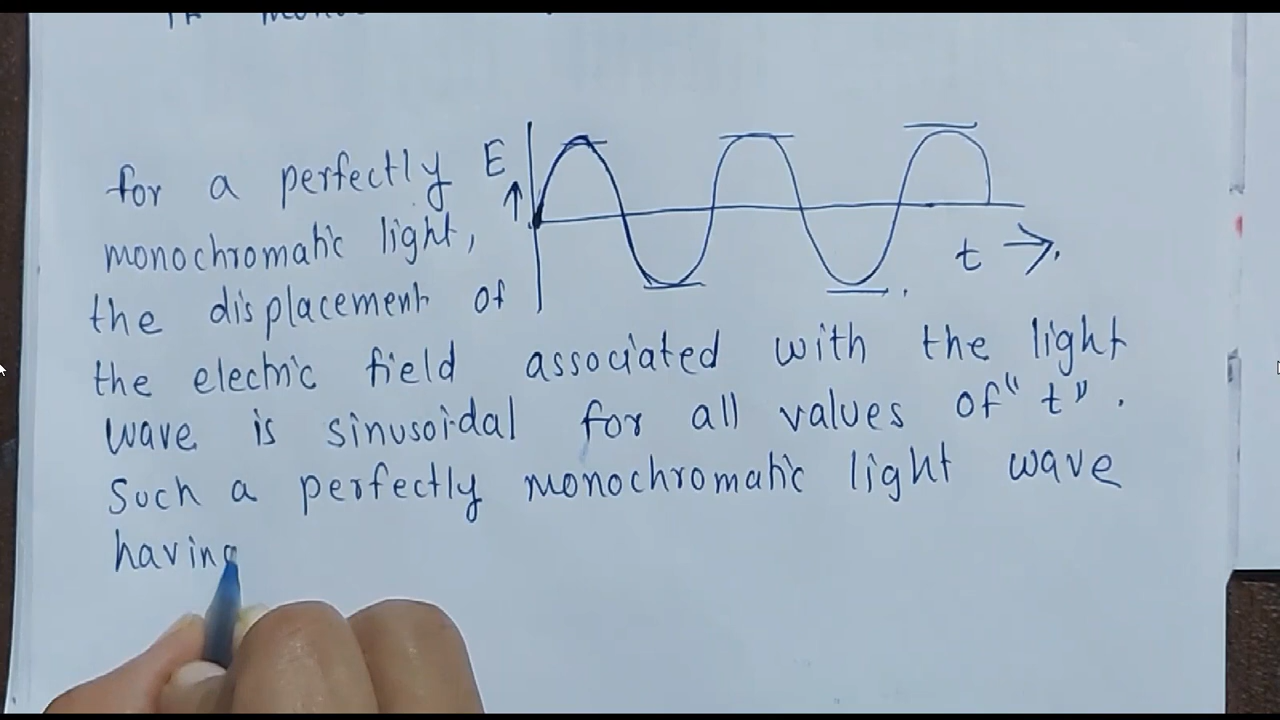 for a perfectly E
monochromatic light,
t
the displacement of
the electric field associated with the light
wave is sinusoidal for all values of "t".
Such a perfectly monochromatic light wave
having